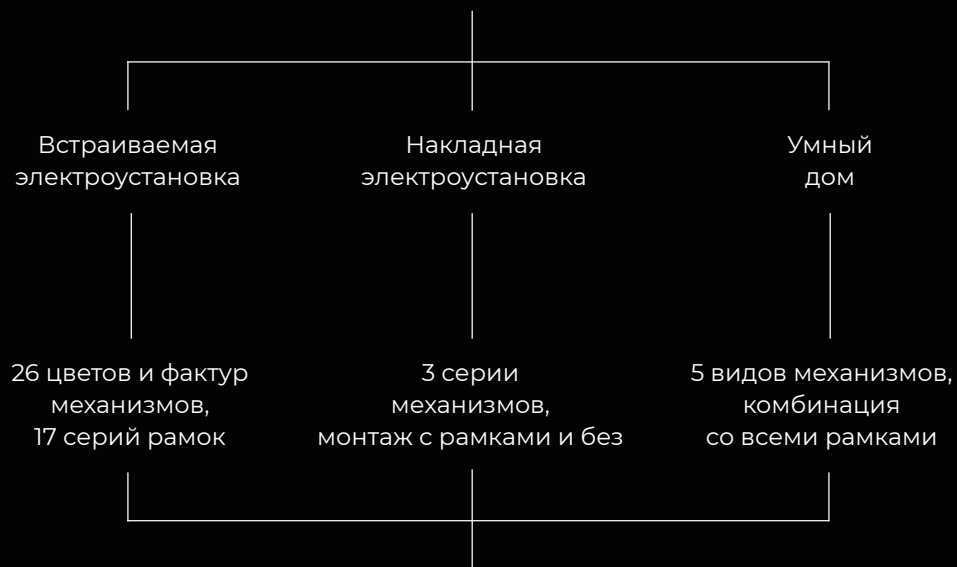 Встраиваемая
электроустановка
Накладная
электроустановка
Умный
дом
26 цветов и фактур
механизмов,
17 серий рамок
3 серии
механизмов,
монтаж с рамками и без
5 видов механизмов,
комбинация
со всеми рамками